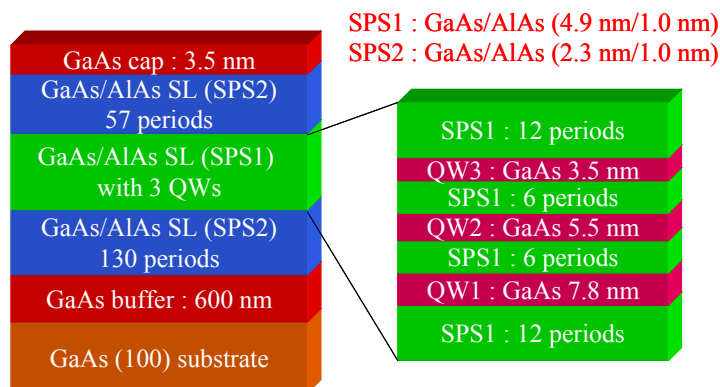 SPS1 : GaAs/AlAs (4.9 nm/1.0 nm)
SPS2 : GaAs/AlAs (2.3 nm/1.0 nm)
GaAs cap : 3.5 nm
GaAs/AlAs SL (SPS2)
57 periods
GaAs/AlAs SL (SPS1)
with 3 QWs
GaAs/AlAs SL (SPS2)
130 periods
GaAs buffer : 600 nm
GaAs (100) substrate
SPS1 : 12 periods
QW3 : GaAs 3.5 nm
SPS1 : 6 periods
QW2 : GaAs 5.5 nm
SPS1 : 6 periods
QW1 : GaAs 7.8 nm
SPS1 : 12 periods